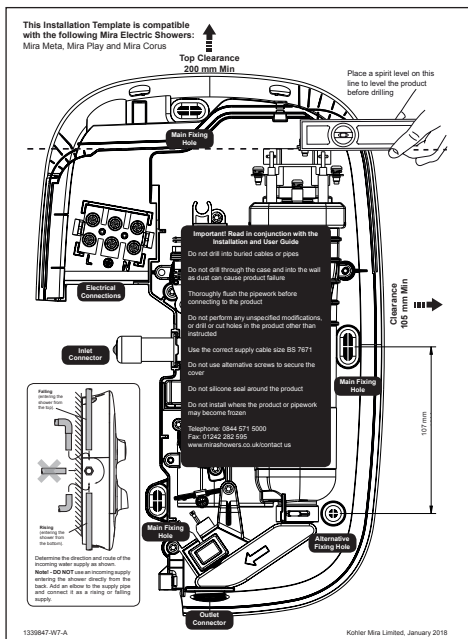 This Installation Template is compatible
with the following Mira Electric Showers:
Mira Meta, Mira Play and Mira Corus
Top Clearance
200 mm Min
Place a spirit level on this
line to level the product
before drilling
Main Fixing
Hole
Important! Read in conjunction with the
Installation and User Guide
Do not drill into buried cables or pipes
Do not drill through the case and into the wall
as dust can cause product failure
Thoroughly flush the pipework before
connecting to the product
Do not perform any unspecified modifications,
or drill or cut holes in the product other than
instructed
Use the correct supply cable size BS 7671
Do not use alternative screws to secure the
cover
Do not silicone seal around the product
Do not install where the product or pipework
may become frozen
Telephone: 0844 571 5000
Fax: 01242 282 595
www.mirashowers.co.uk/contact us
L
N
Electrical
Connections
Clearance
105 mm Min
Inlet
Connector
Main Fixing
Hole
107mm
Falling
(entering the
shower from
the top).
Rising
(entering the
shower from
the bottom).
Determine the direction and route of the
incoming water supply as shown.
Note! - DO NOT use an incoming supply
entering the shower directly from the
back. Add an elbow to the supply pipe
and connect it as a rising or falling
supply.
Main Fixing
Hole
Alternative
Fixing Hole
Outlet
Connector
1339847-W7-A
Kohler Mira Limited, January 2018